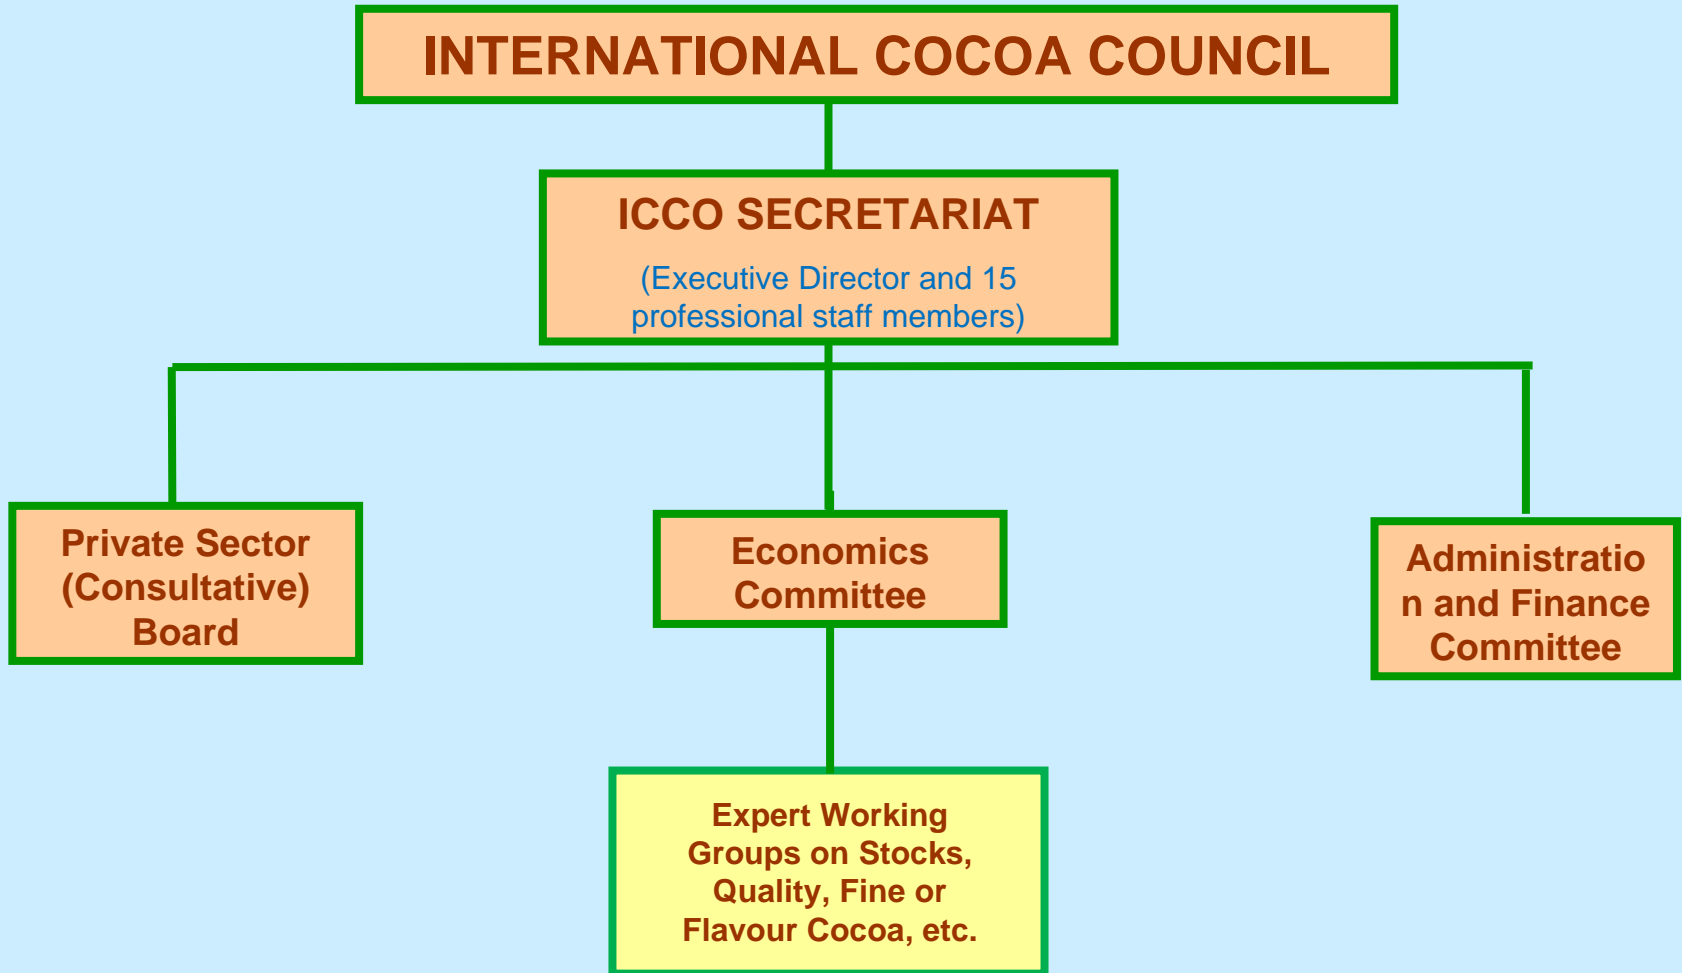 INTERNATIONAL COCOA COUNCIL
ICCO SECRETARIAT
(Executive Director and 15
professional staff members)
Private Sector
(Consultative)
Board
Economics
Committee
Administratio
n and Finance
Committee
Expert Working
Groups on Stocks,
Quality, Fine or
Flavour Cocoa, etc.